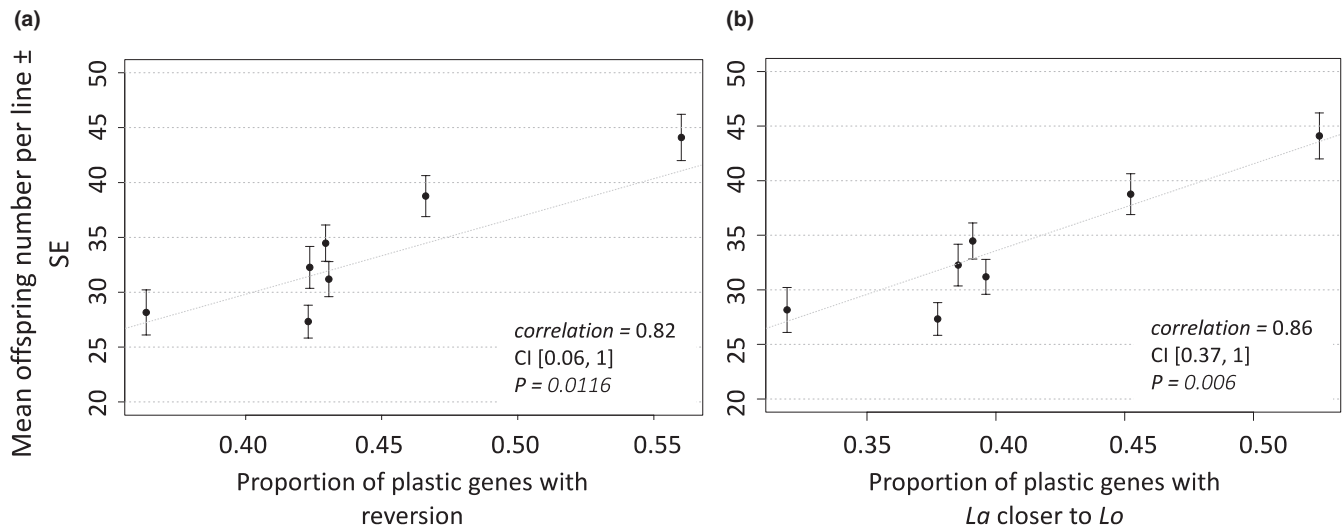 (a)
Mean offspring number per line ±
SE
50
45
40
35
30
25
20
correlation = 0.82
CI [0.06, 1]
P = 0.0116
0.40 0.45 0.50 0.55
Proportion of plastic genes with
reversion
(b)
50
45
40
35
30
25
20
correlation = 0.86
CI [0.37, 1]
P = 0.006
0.35 0.40 0.45 0.50
Proportion of plastic genes with
La closer to Lo